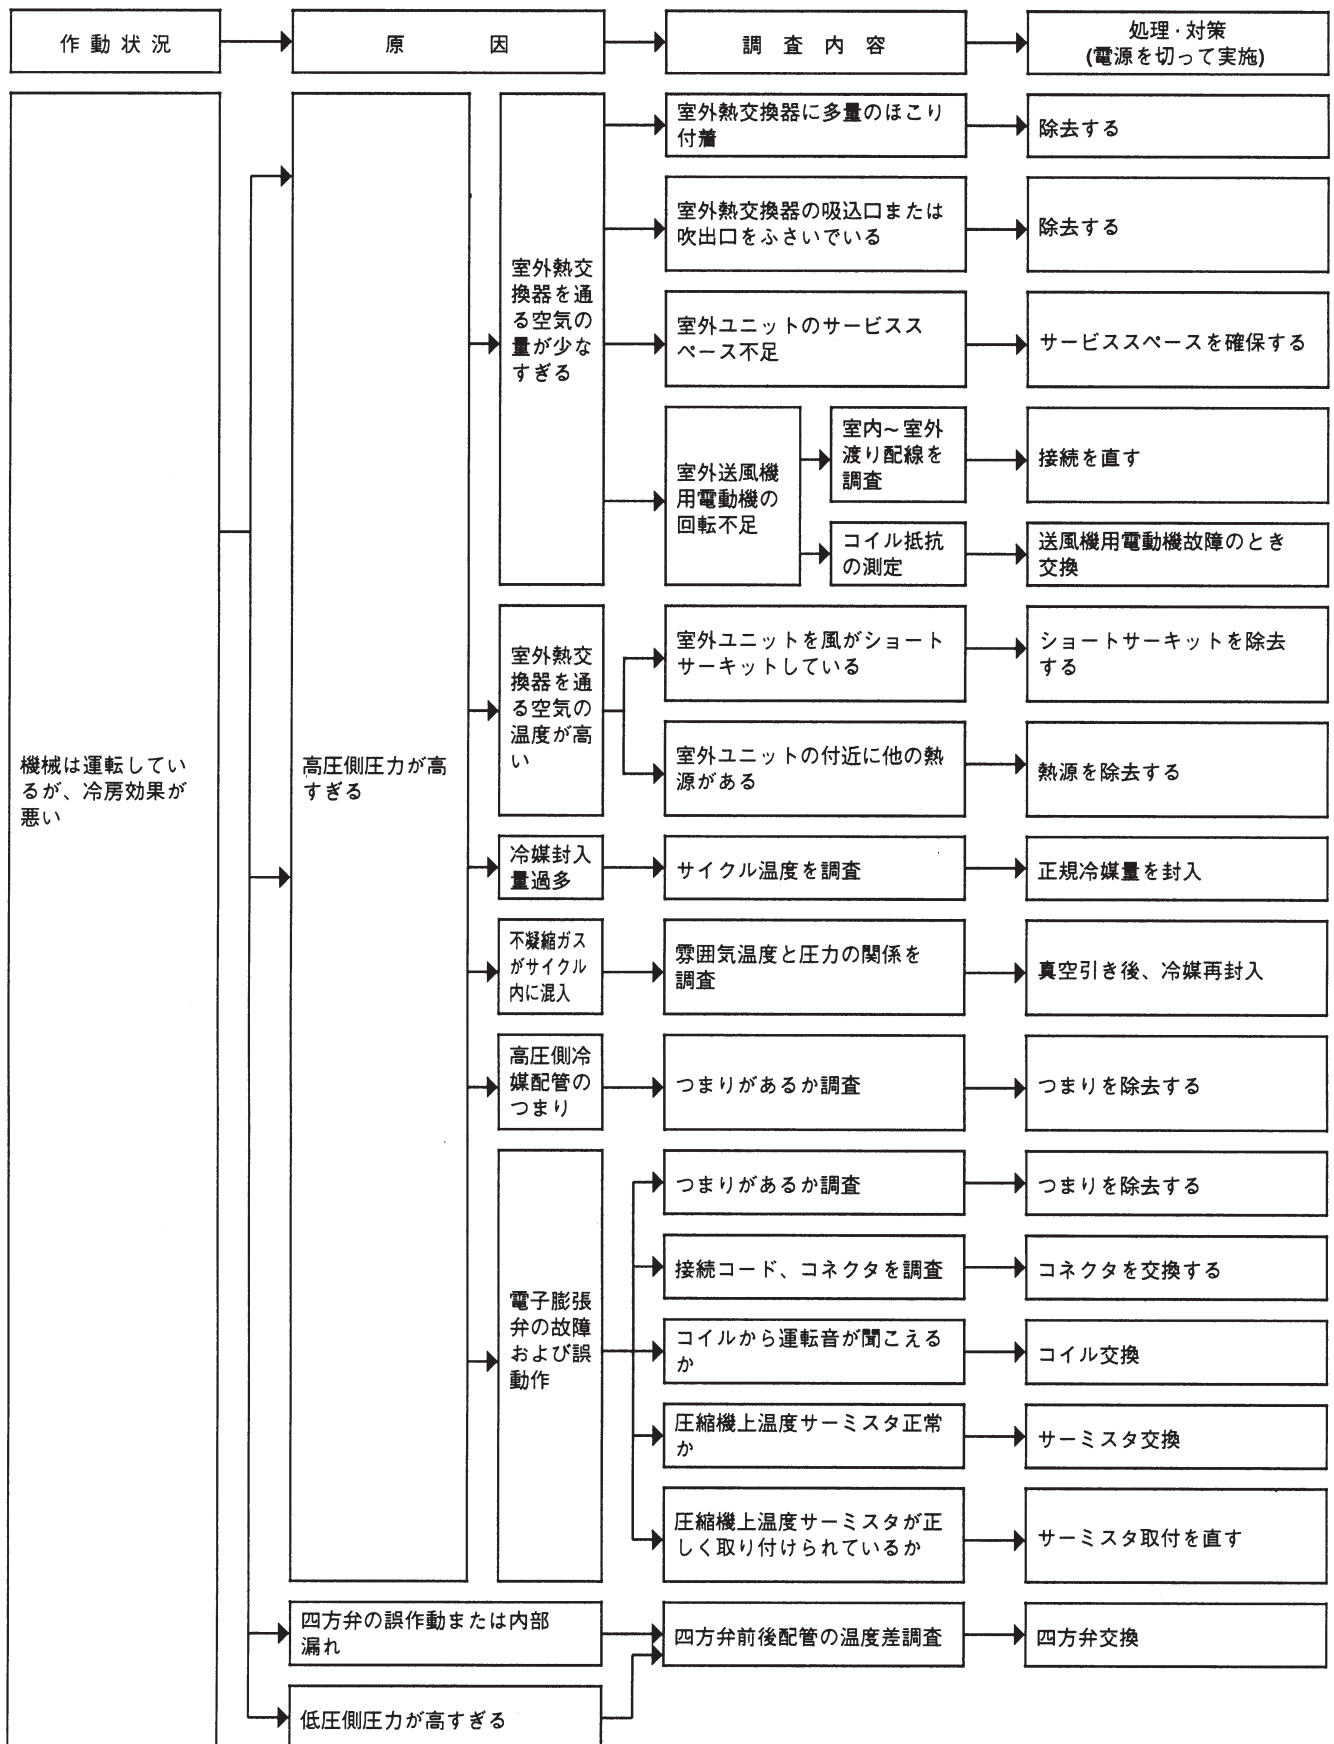 作動状況
原因
調査内容
処理・対策
(電源を切って実施)
機械は運転してい
るが、冷房効果が
悪い
高圧側圧力が高
すぎる
室外熱交
換器を通
る空気の
量が少な
すぎる
室外熱交換器に多量のほこり
付着
除去する
室外熱交換器の吸込口または
吹出口をふさいでいる
除去する
室外ユニットのサービスス
ペース不足
サービススペースを確保する
室外送風機
用電動機の
回転不足
室内～室外
渡り配線を
調査
接続を直す
コイル抵抗
の測定
送風機用電動機故障のとき
交換
室外熱交
換器を通
る空気の
温度が高
い
室外ユニットを風がショート
サーキットしている
ショートサーキットを除去
する
室外ユニットの付近に他の熱
源がある
熱源を除去する
冷媒封入
量過多
サイクル温度を調査
正規冷媒量を封入
不凝縮ガス
がサイクル
内に混入
雰囲気温度と圧力の関係を
調査
真空引き後、冷媒再封入
高圧側冷
媒配管の
つまり
つまりがあるか調査
つまりを除去する
電子膨張
弁の故障
および誤
動作
つまりがあるか調査
つまりを除去する
接続コード、コネクタを調査
コネクタを交換する
コイルから運転音が聞こえる
か
コイル交換
圧縮機上温度サーミスタ正常
か
サーミスタ交換
圧縮機上温度サーミスタが正
しく取り付けられているか
サーミスタ取付を直す
四方弁の誤作動または内部
漏れ
四方弁前後配管の温度差調査
四方弁交換
低圧側圧力が高すぎる